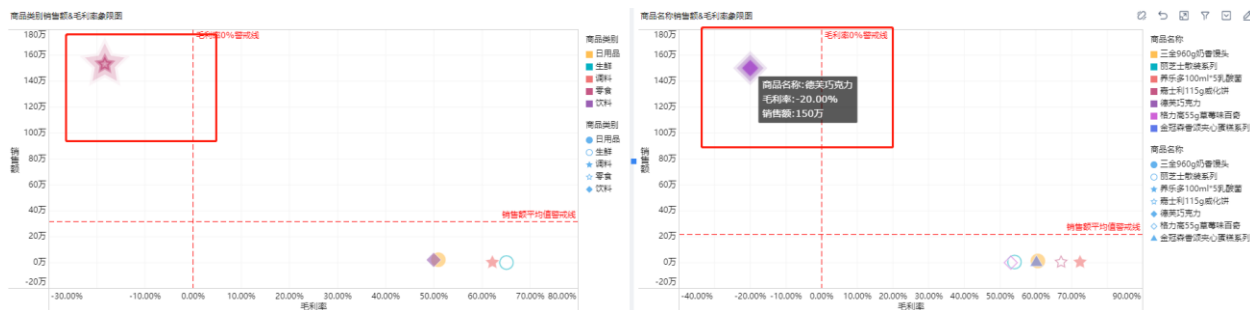 商品类别销售额&毛利率象限图
180万
160万
140万
120万
100万
80万
60万
40万
20万
0万
-20万
销售额
毛利率0%警戒线
销售额平均值警戒线
-30.00%
-10.00%
0.00%
10.00%
20.00%
30.00%
40.00%
50.00%
60.00%
70.00%
80.00%
毛利率
商品类别
日用品
生鲜
调料
零食
饮料
商品类别
日用品
生鲜
调料
零食
饮料
商品名称销售额&毛利率象限图
180万
160万
140万
120万
100万
80万
60万
40万
20万
0万
-20万
销售额
毛利率0%警戒线
商品名称:德芙巧克力
毛利率:-20.00%
销售额:150万
销售额平均值警戒线
-40.00%
-20.00%
-10.00%
0.00%
10.00%
20.00%
30.00%
40.00%
50.00%
60.00%
70.00%
90.00%
毛利率
商品名称
三全960g奶香馒头
丽芝士散装系列
养乐多100ml*5乳酸菌
嘉士利115g威化饼
德芙巧克力
格力高55g草莓味百奇
金冠森香颂夹心蛋糕系列
商品名称
三全960g奶香馒头
丽芝士散装系列
养乐多100ml*5乳酸菌
嘉士利115g威化饼
德芙巧克力
格力高55g草莓味百奇
金冠森香颂夹心蛋糕系列